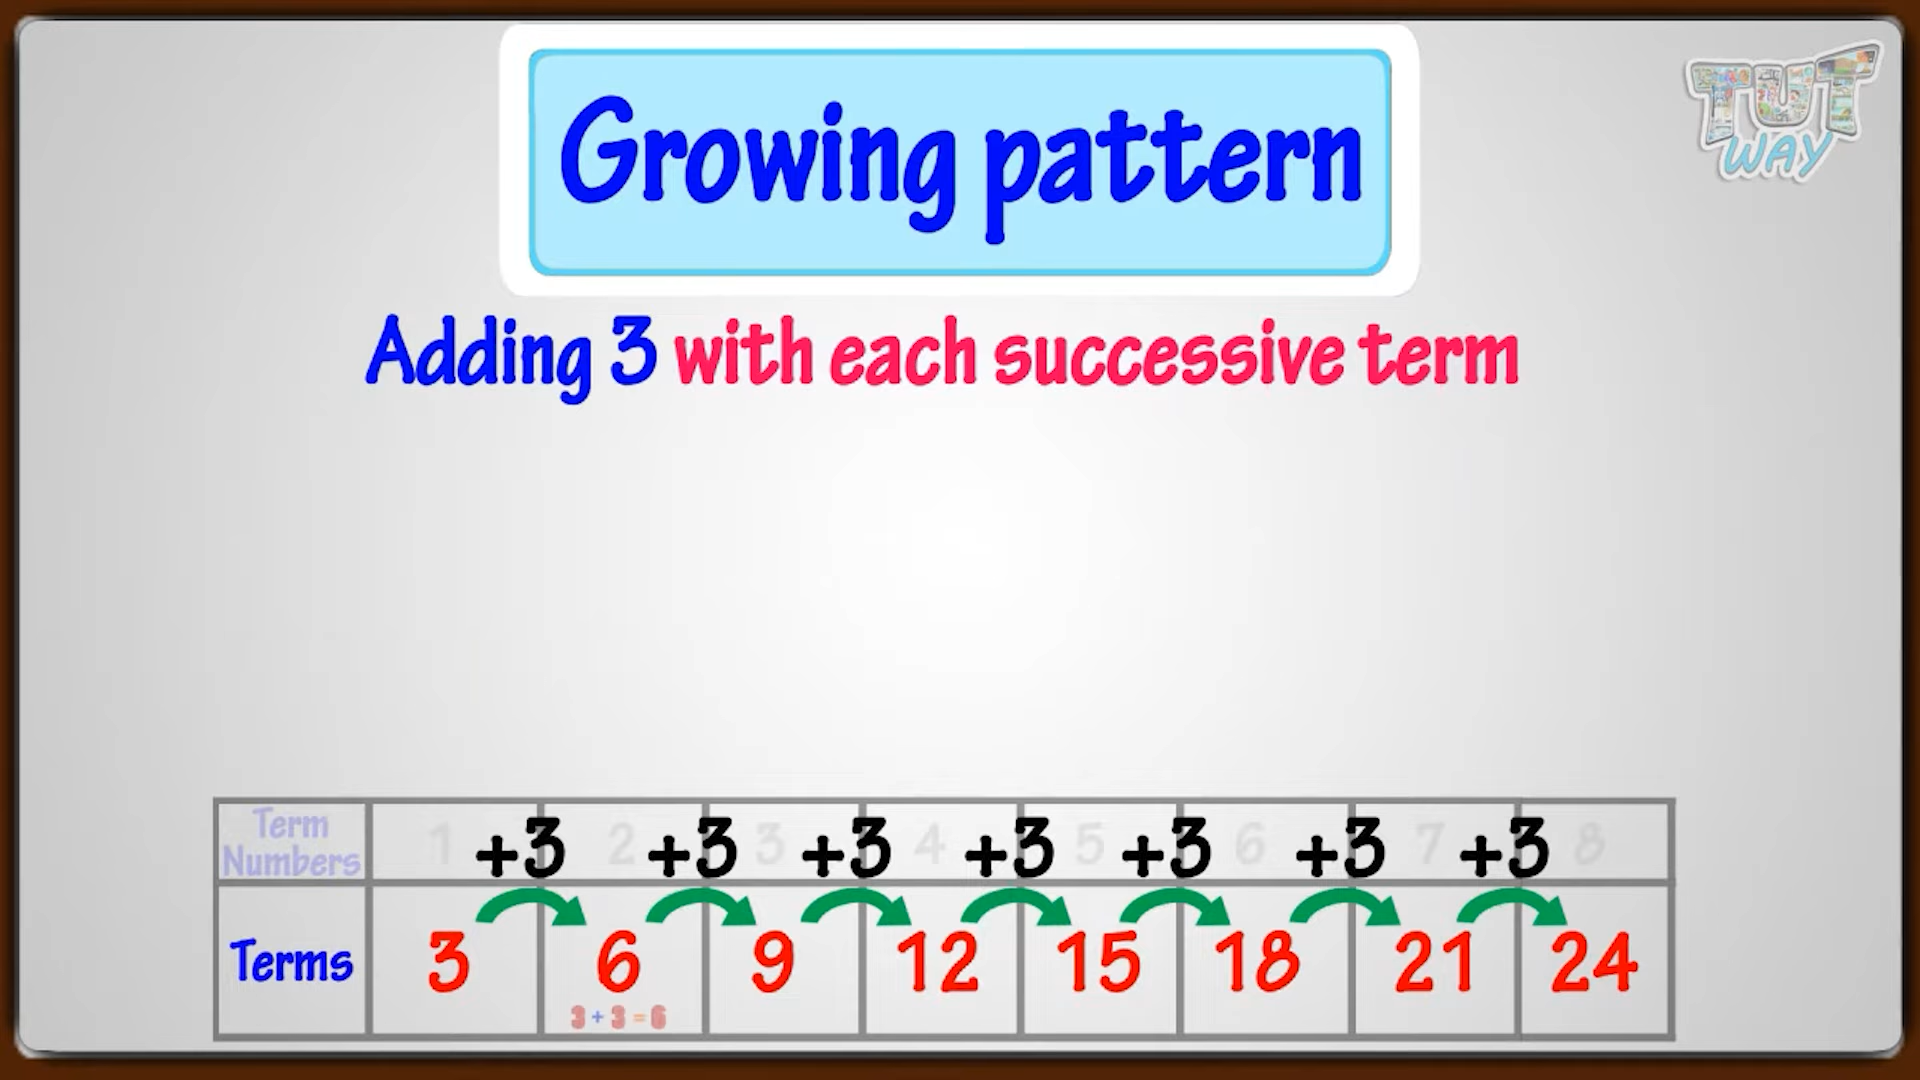 TUT
WAY
Growing pattern
Adding 3 with each successive term
Term Numbers 1 2 3 4 5 6 7 8
+3 +3 +3 +3 +3 +3 +3
Terms 3 6 9 12 15 18 21 24
3 + 3 = 6